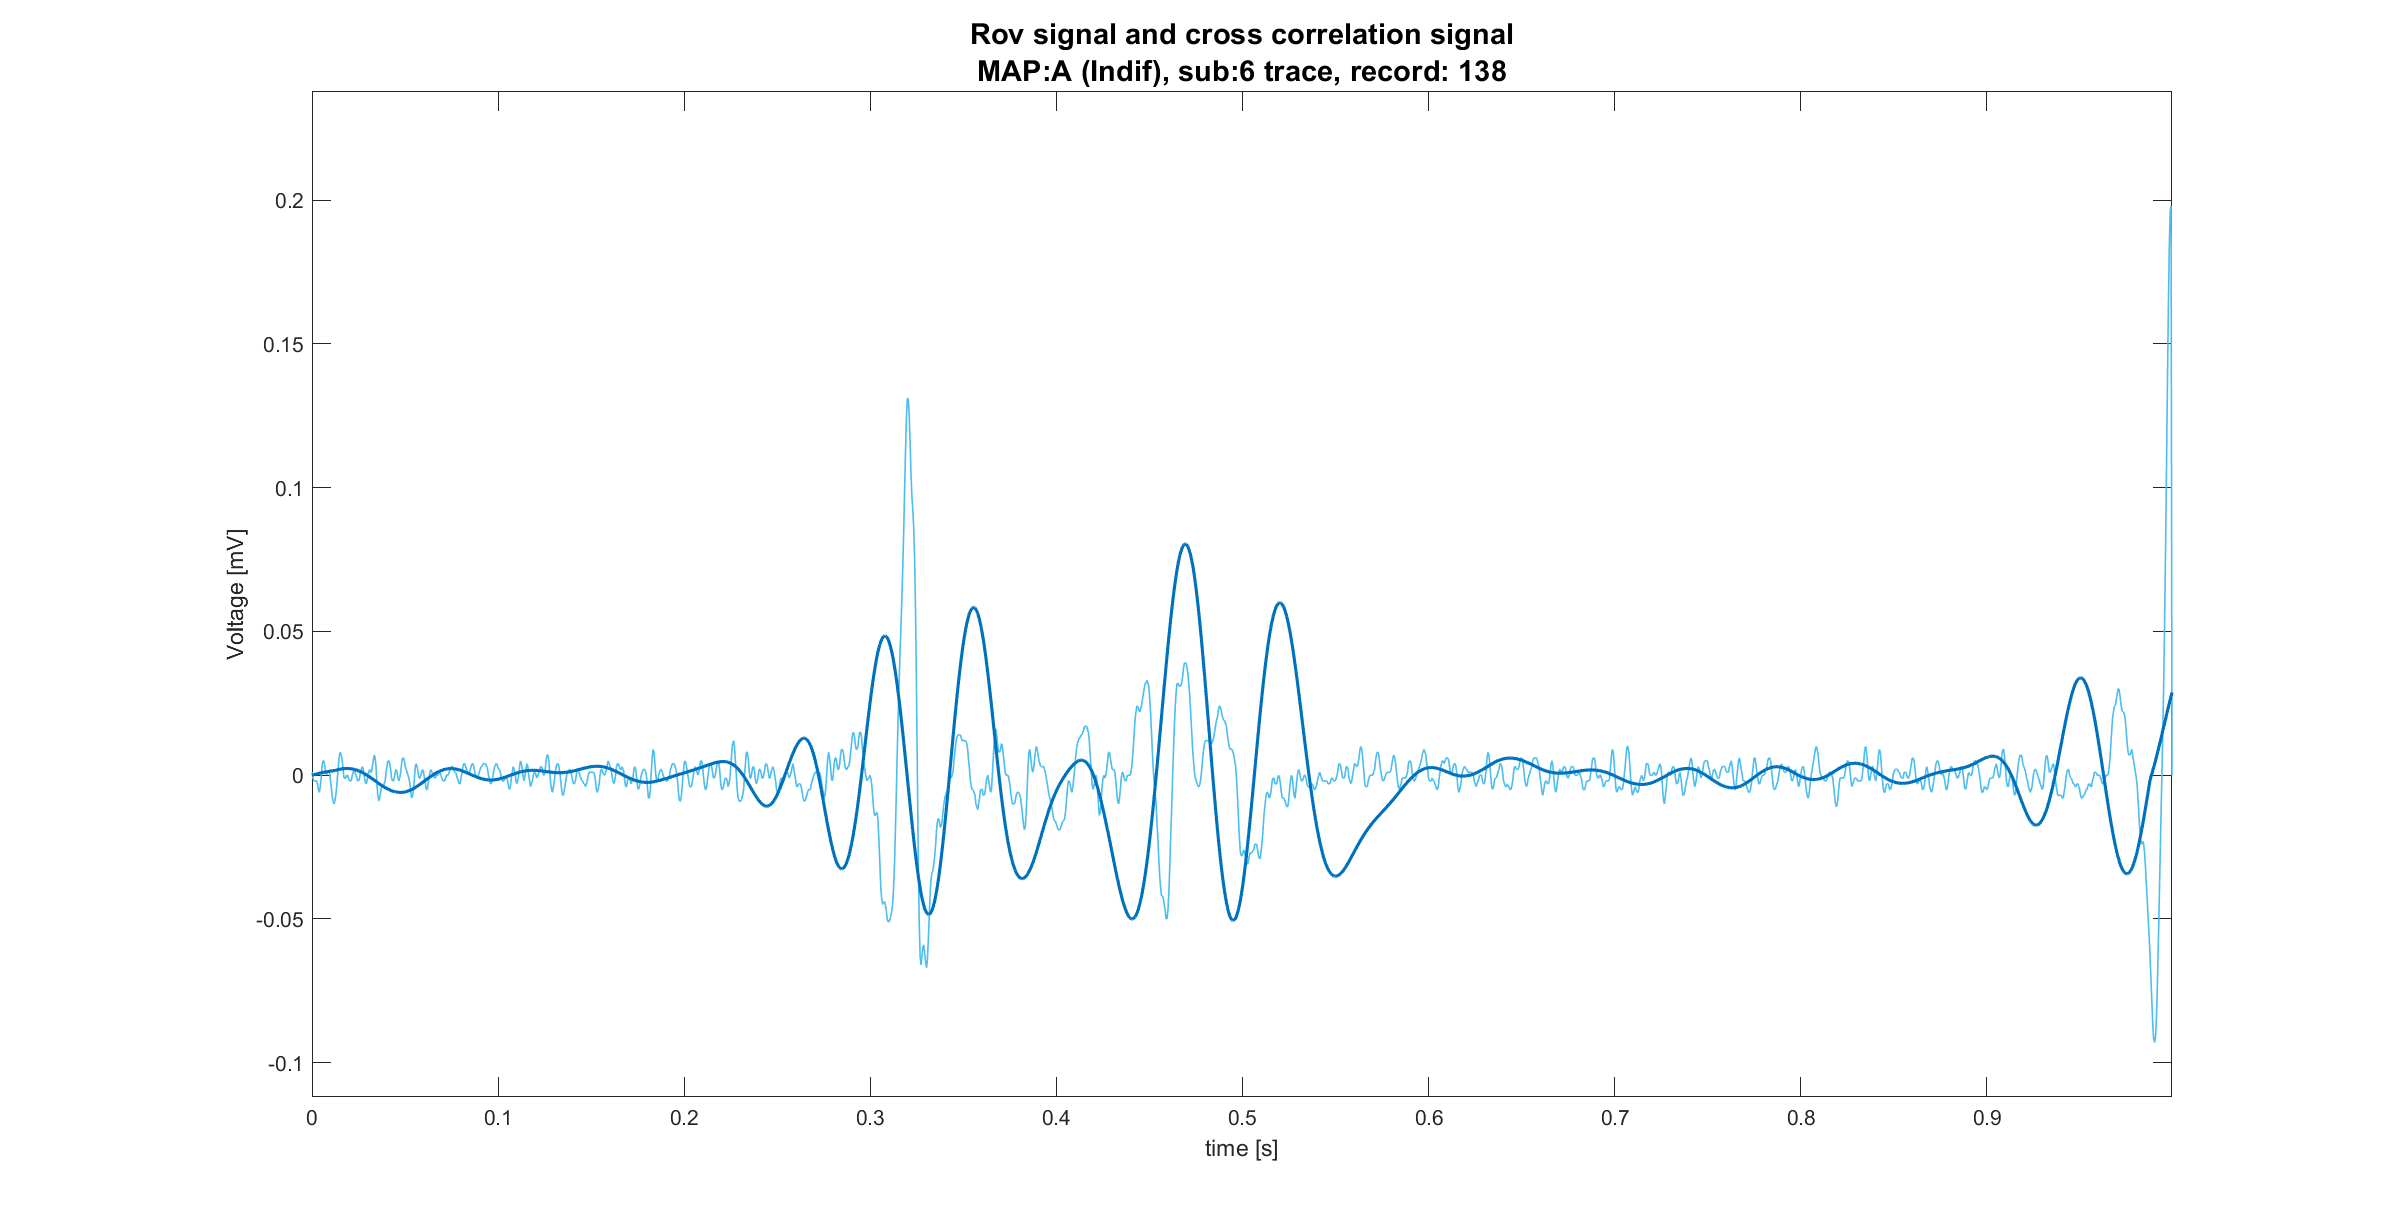 Rov signal and cross correlation signal
MAP:A (Indif), sub:6 trace, record: 138
0.2
0.15
0.1
0.05
0
-0.05
-0.1
Voltage [mV]
0 0.1 0.2 0.3 0.4 0.5 0.6 0.7 0.8 0.9
time [s]